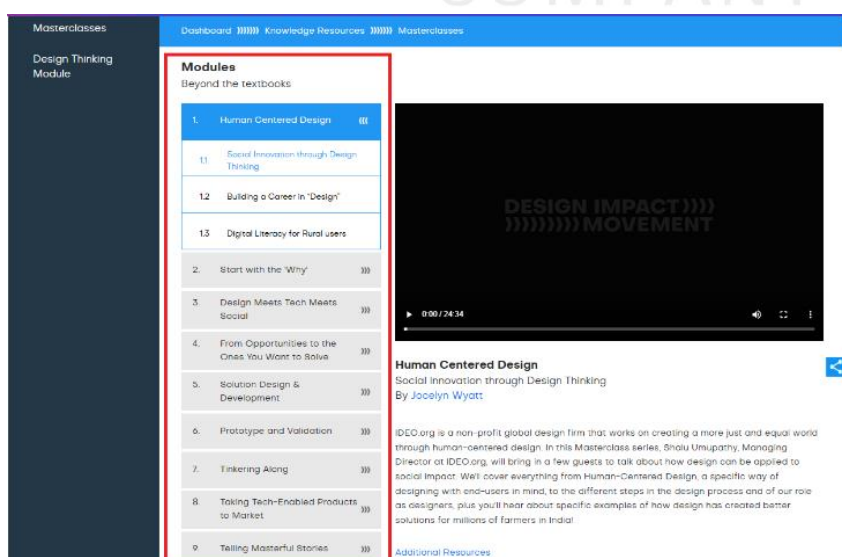 COMPANY
Masterclasses
Design Thinking
Module
Dashboard )))))))) Knowledge Resources )))))))) Masterclasses
Modules
Beyond the textbooks
1. Human Centered Design (((
1.1 Social Innovation through Design
Thinking
1.2 Building a Career in "Design"
1.3 Digital Literacy for Rural users
2. Start with the 'Why' )))
3. Design Meets Tech Meets
Social )))
4. From Opportunities to the
Ones You Want to Solve )))
5. Solution Design &
Development )))
6. Prototype and Validation )))
7. Tinkering Along )))
8. Taking Tech-Enabled Products
to Market )))
9. Telling Masterful Stories )))
DESIGN IMPACT))))
)))))))))MOVEMENT
0:00 / 24:34
Human Centered Design
Social Innovation through Design Thinking
By Jocelyn Wyatt
IDEO.org is a non-profit global design firm that works on creating a more just and equal world
through human-centered design. In this Masterclass series, Shalu Umapathy, Managing
Director at IDEO.org, will bring in a few guests to talk about how design can be applied to
social impact. We'll cover everything from Human-Centered Design, a specific way of
designing with end-users in mind, to the different steps in the design process and of our role
as designers, plus you'll hear about specific examples of how design has created better
solutions for millions of farmers in India!
Additional Resources